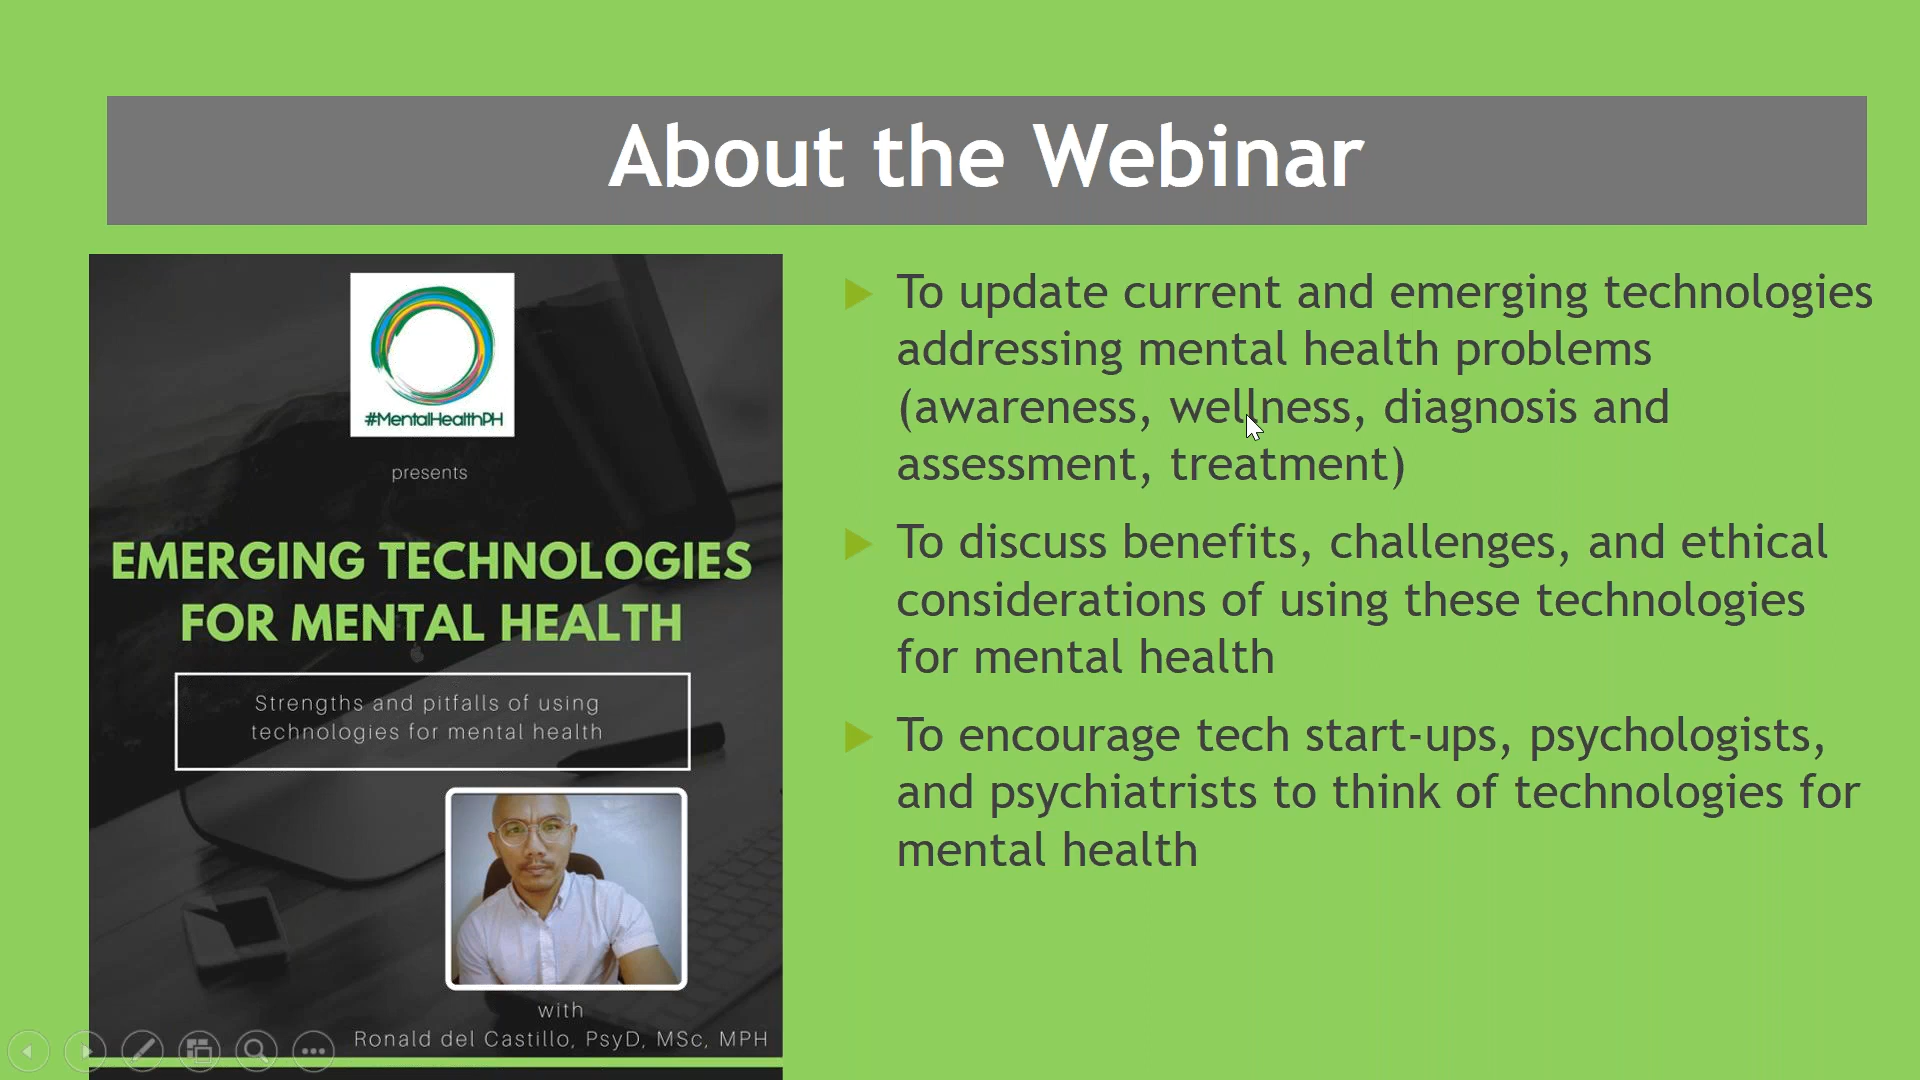 About the Webinar
#MentalHealthPH
presents
EMERGING TECHNOLOGIES
FOR MENTAL HEALTH
Strengths and pitfalls of using
technologies for mental health
with
Ronald del Castillo, PsyD, MSc, MPH
To update current and emerging technologies
addressing mental health problems
(awareness, wellness, diagnosis and
assessment, treatment)
To discuss benefits, challenges, and ethical
considerations of using these technologies
for mental health
To encourage tech start-ups, psychologists,
and psychiatrists to think of technologies for
mental health